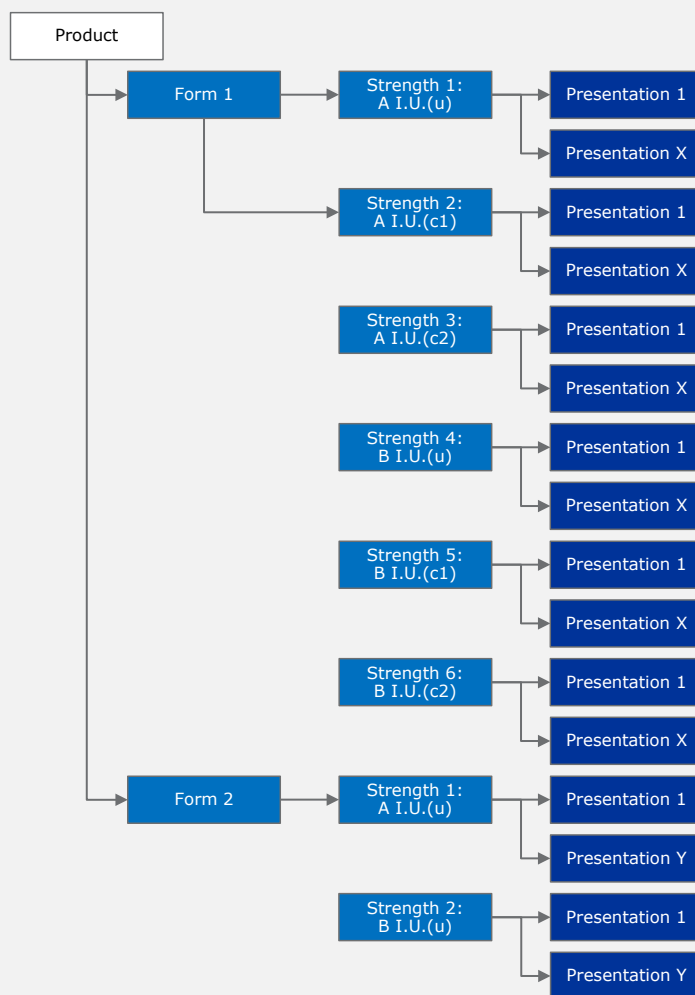 Product
Form 1
Strength 1:
A I.U.(u)
Presentation 1
Presentation X
Strength 2:
A I.U.(c1)
Presentation 1
Presentation X
Strength 3:
A I.U.(c2)
Presentation 1
Presentation X
Strength 4:
B I.U.(u)
Presentation 1
Presentation X
Strength 5:
B I.U.(c1)
Presentation 1
Presentation X
Strength 6:
B I.U.(c2)
Presentation 1
Presentation X
Form 2
Strength 1:
A I.U.(u)
Presentation 1
Presentation Y
Strength 2:
B I.U.(u)
Presentation 1
Presentation Y